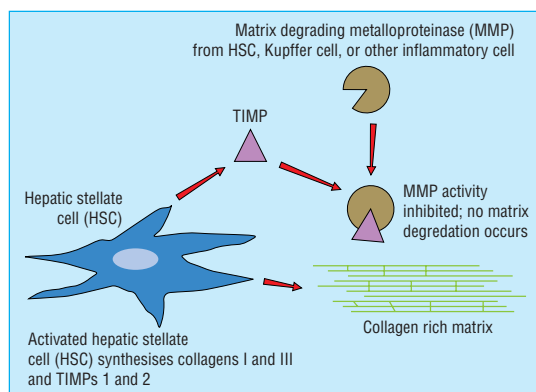 Matrix degrading metalloproteinase (MMP)
from HSC, Kupffer cell, or other inflammatory cell
TIMP
Hepatic stellate
cell (HSC)
MMP activity
inhibited; no matrix
degredation occurs
Collagen rich matrix
Activated hepatic stellate
cell (HSC) synthesises collagens I and III
and TIMPs 1 and 2